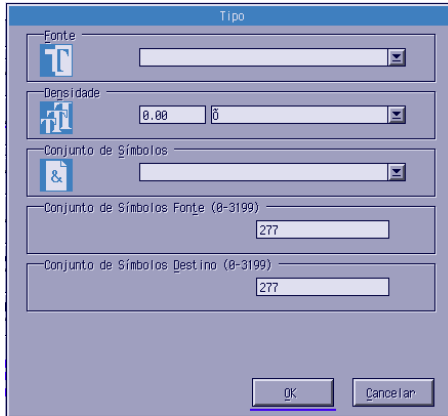 Tipo
Fonte
Densidade
0.00 Õ
Conjunto de Símbolos
&
Conjunto de Símbolos Fonte (0-3199)
277
Conjunto de Símbolos Destino (0-3199)
277
OK Cancelar